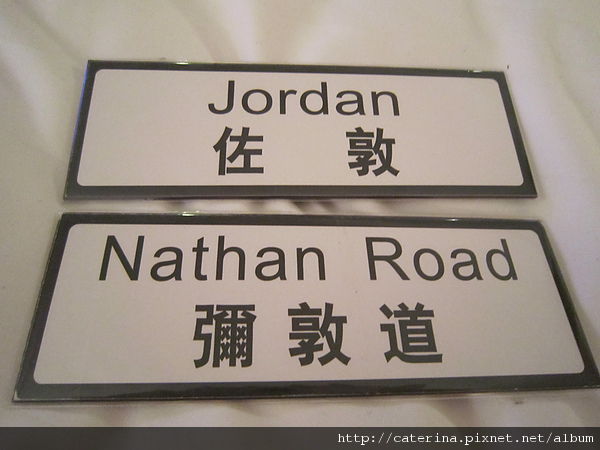 Jordan
佐敦
Nathan Road
彌敦道
http://caterina.pixnet.net/album